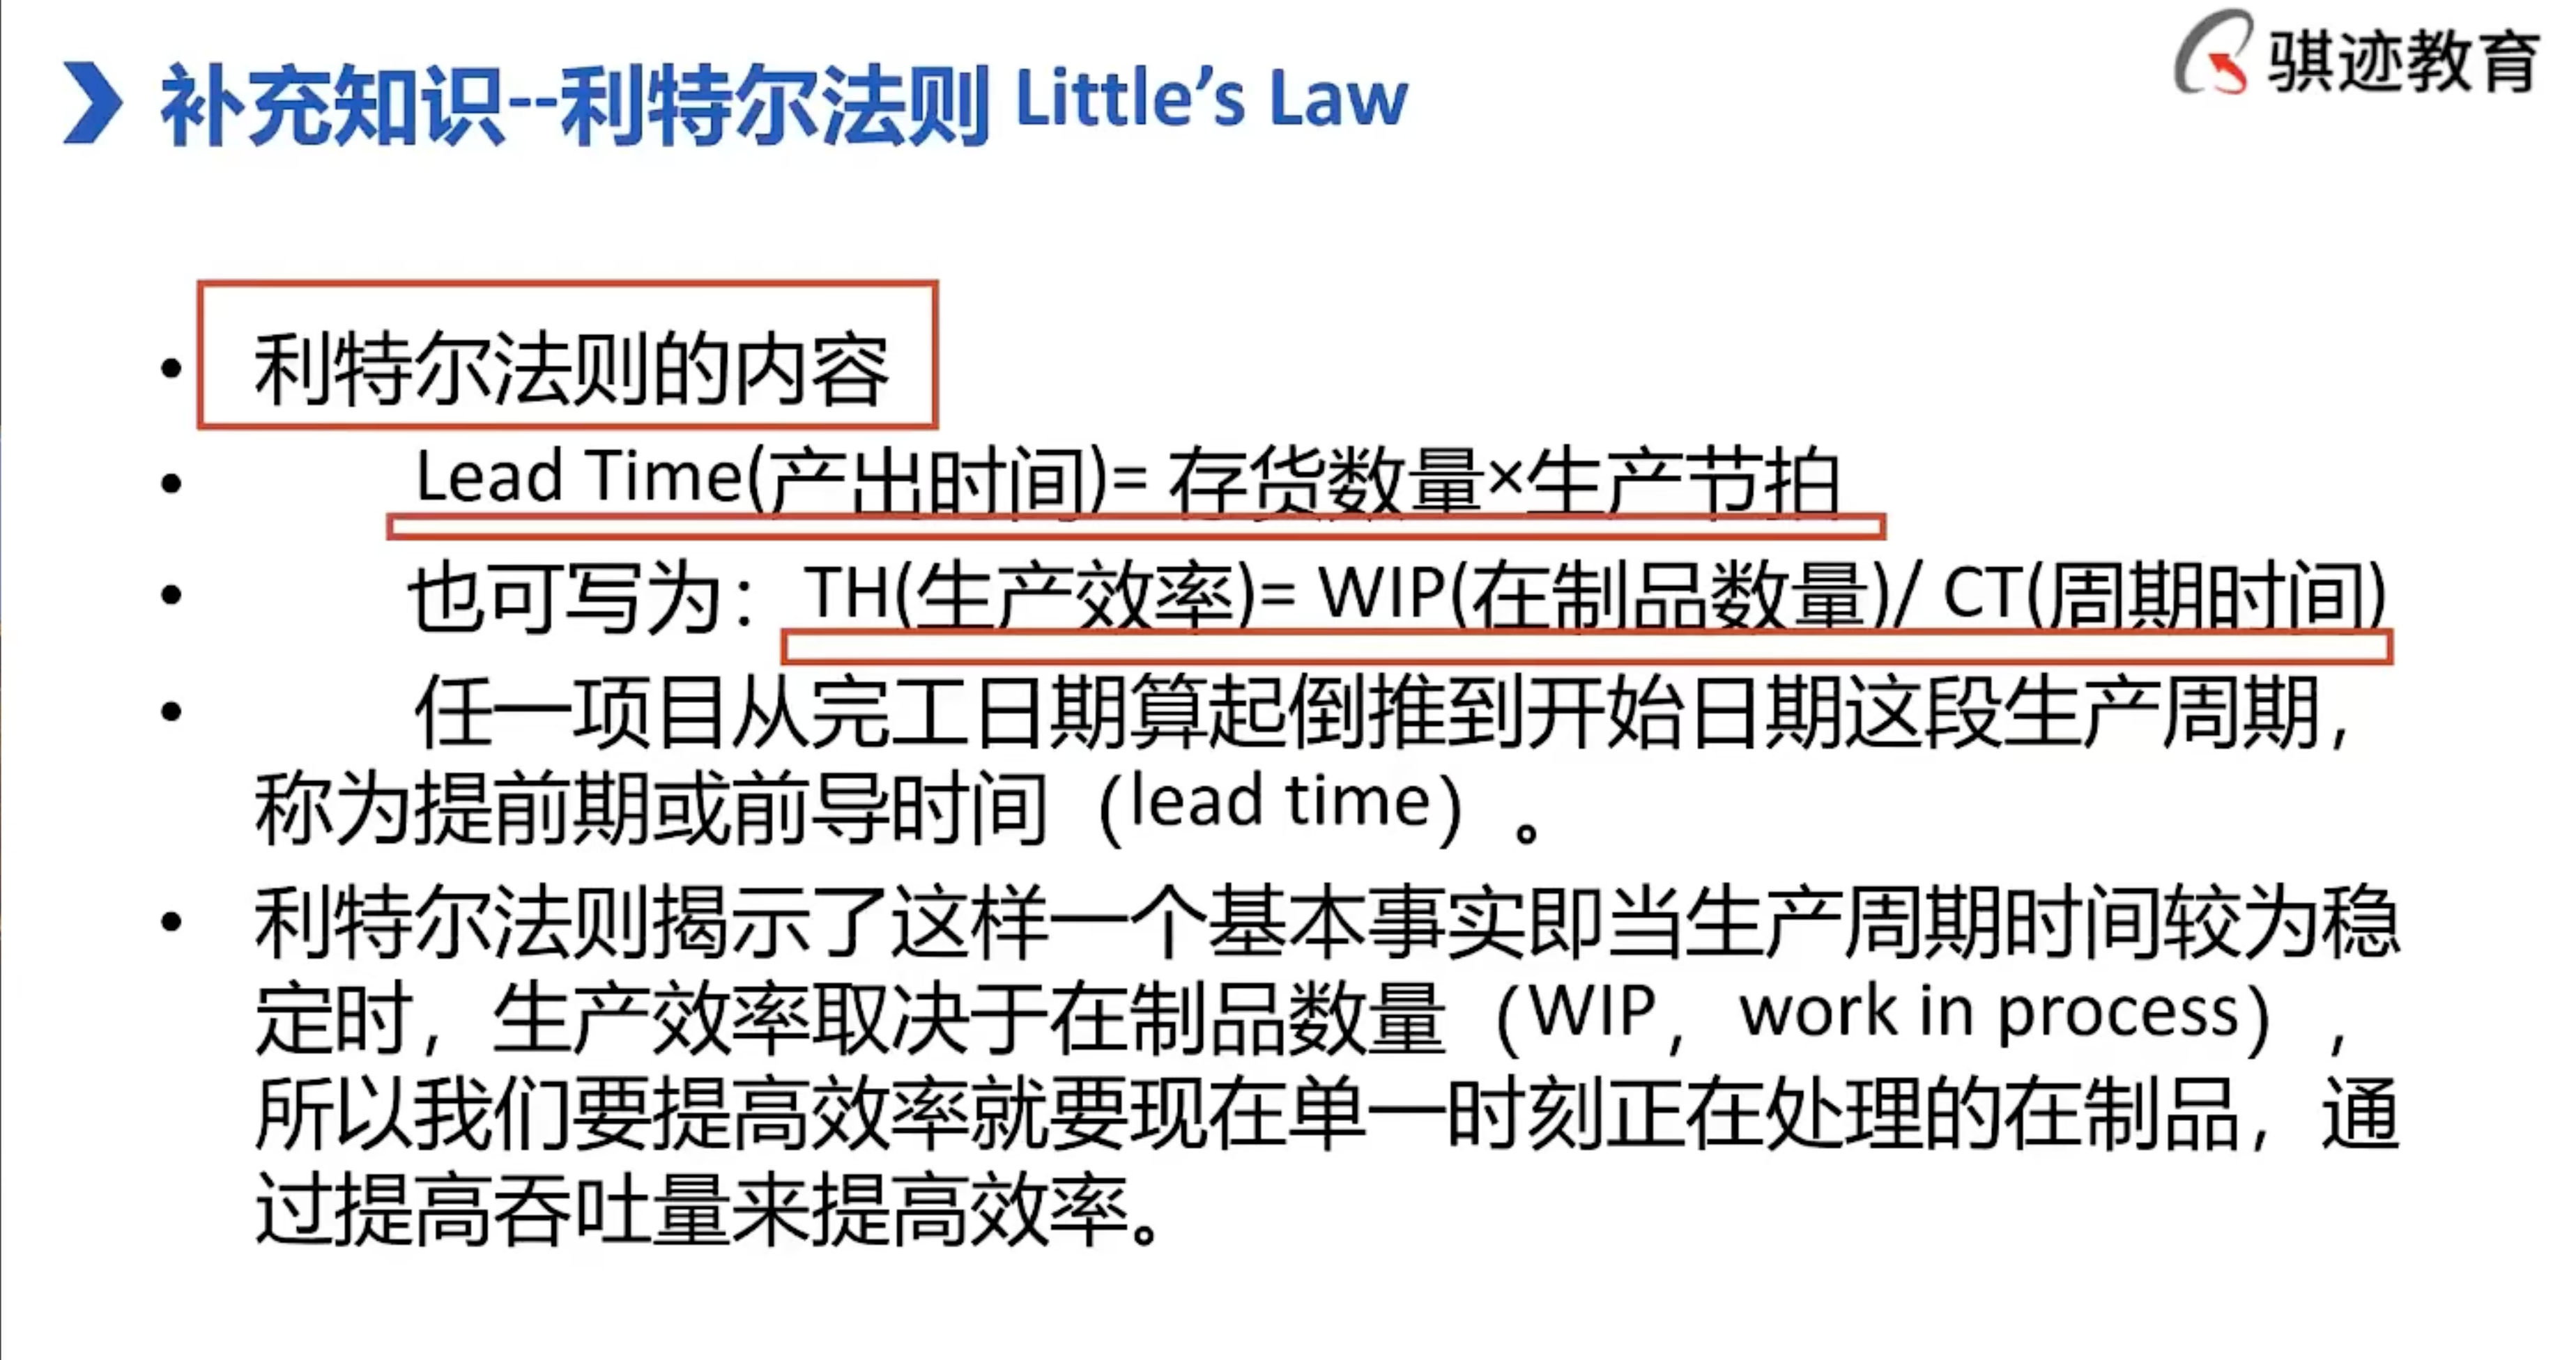 骐迹教育
补充知识--利特尔法则 Little's Law
• 利特尔法则的内容
• Lead Time(产出时间)= 存货数量×生产节拍
• 也可写为：TH(生产效率)= WIP(在制品数量)/ CT(周期时间)
• 任一项目从完工日期算起倒推到开始日期这段生产周期，
称为提前期或前导时间（lead time）。
• 利特尔法则揭示了这样一个基本事实即当生产周期时间较为稳
定时，生产效率取决于在制品数量（WIP，work in process），
所以我们要提高效率就要现在单一时刻正在处理的在制品，通
过提高吞吐量来提高效率。